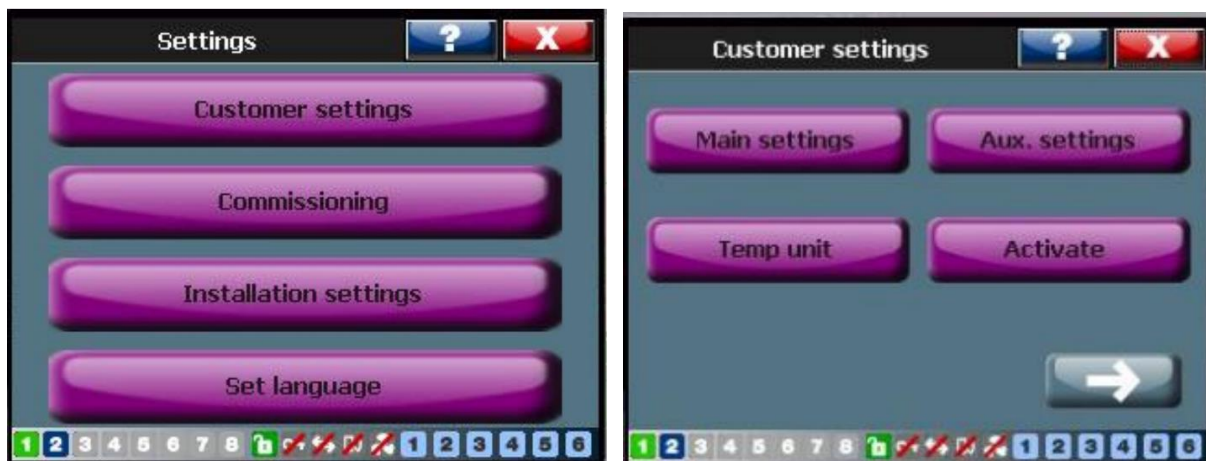 Settings ? X
Customer settings
Commissioning
Installation settings
Set language
1 2 3 4 5 6 7 8 1 2 3 4 5 6
Customer settings ? X
Main settings Aux. settings
Temp unit Activate
1 2 3 4 5 6 7 8 1 2 3 4 5 6